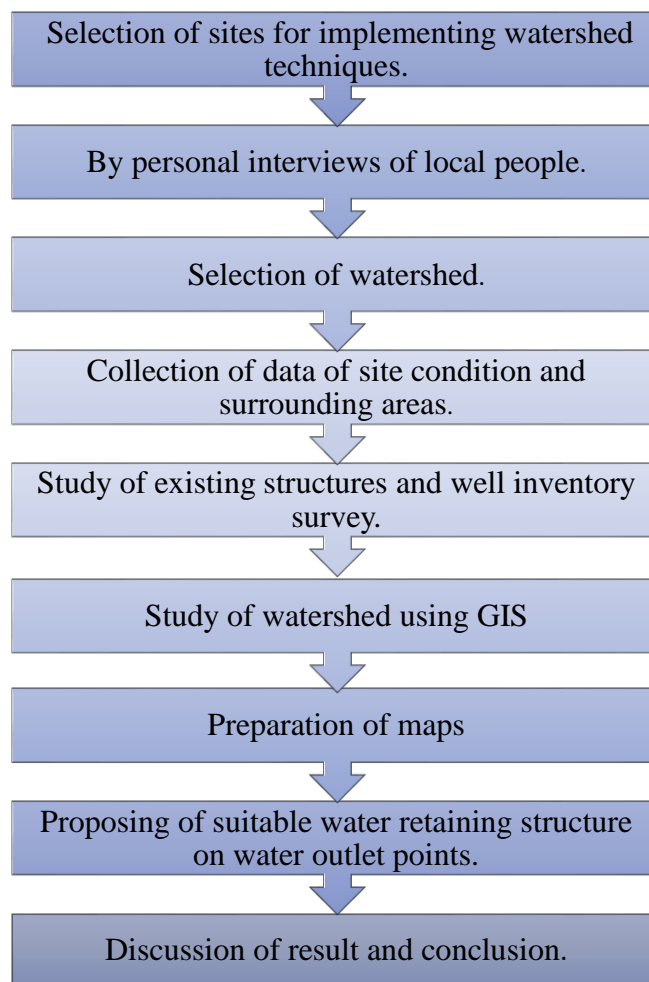 Selection of sites for implementing watershed
techniques.
By personal interviews of local people.
Selection of watershed.
Collection of data of site condition and
surrounding areas.
Study of existing structures and well inventory
survey.
Study of watershed using GIS
Preparation of maps
Proposing of suitable water retaining structure
on water outlet points.
Discussion of result and conclusion.